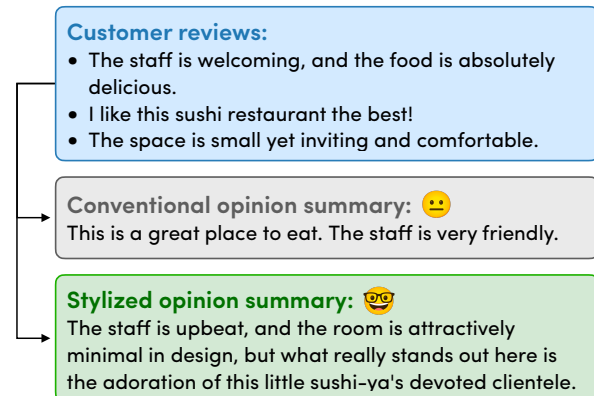 Customer reviews:
• The staff is welcoming, and the food is absolutely
delicious.
• I like this sushi restaurant the best!
• The space is small yet inviting and comfortable.
Conventional opinion summary: 😐
This is a great place to eat. The staff is very friendly.
Stylized opinion summary: 🤓
The staff is upbeat, and the room is attractively
minimal in design, but what really stands out here is
the adoration of this little sushi-ya's devoted clientele.